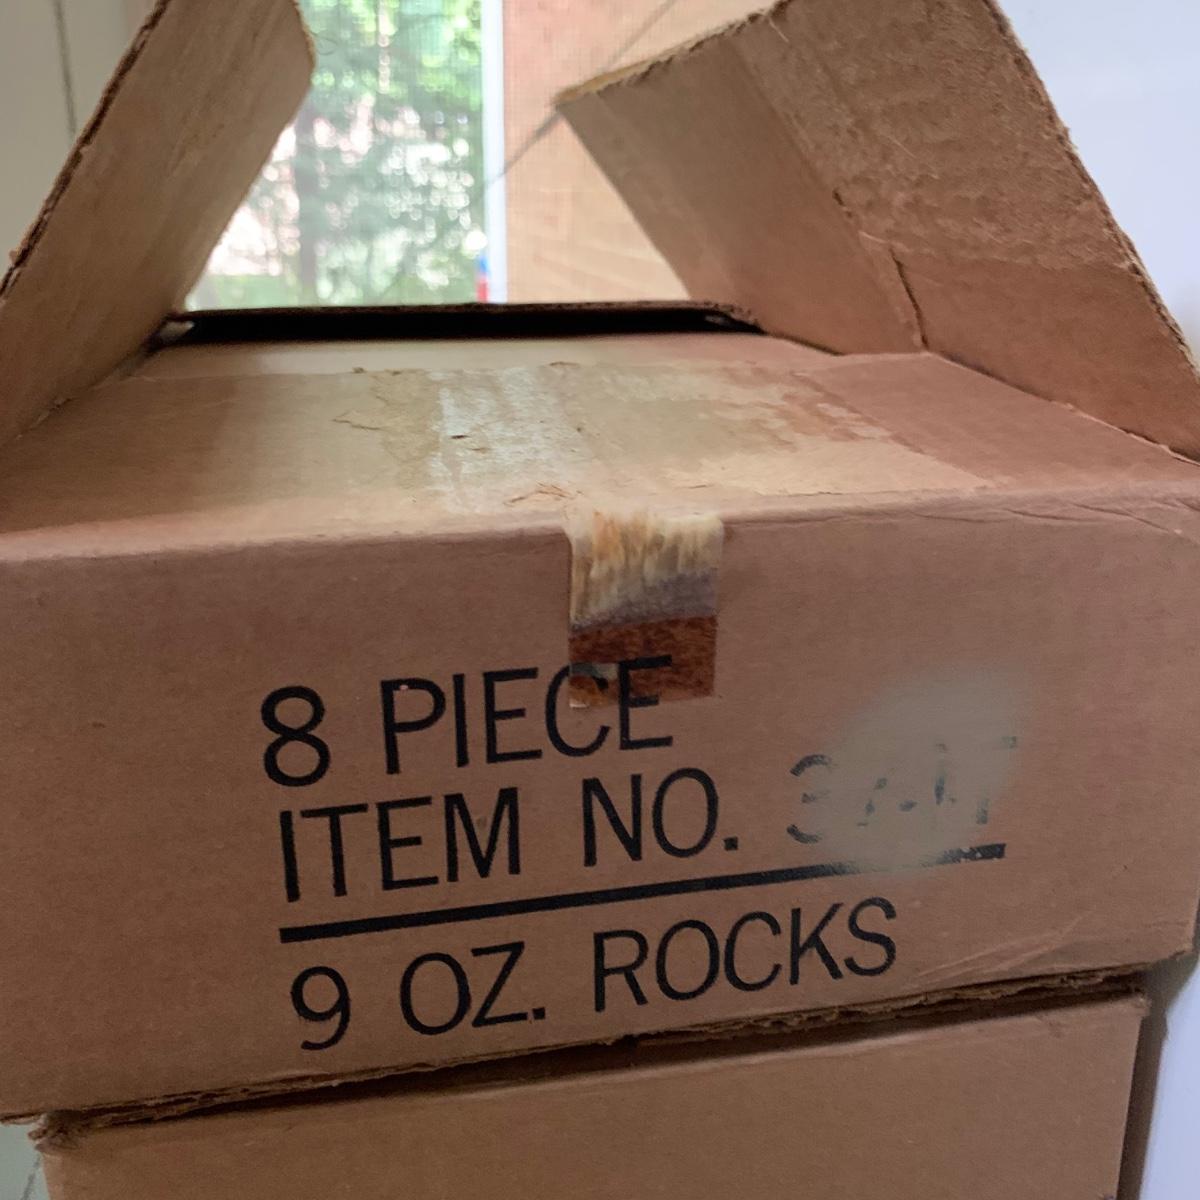 8 PIECE
ITEM NO.
9 OZ. ROCKS